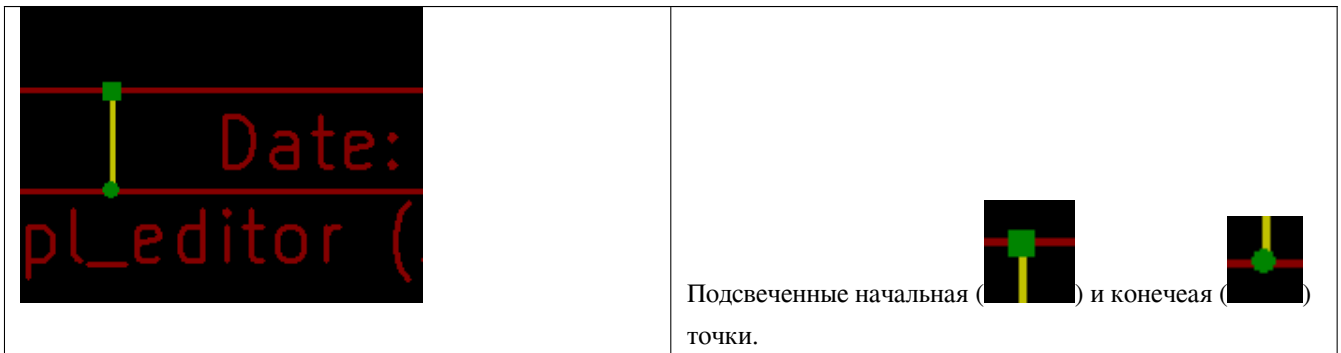 Date:
pl_editor (
Подсвеченные начальная ( ) и конечеая ( )
точки.